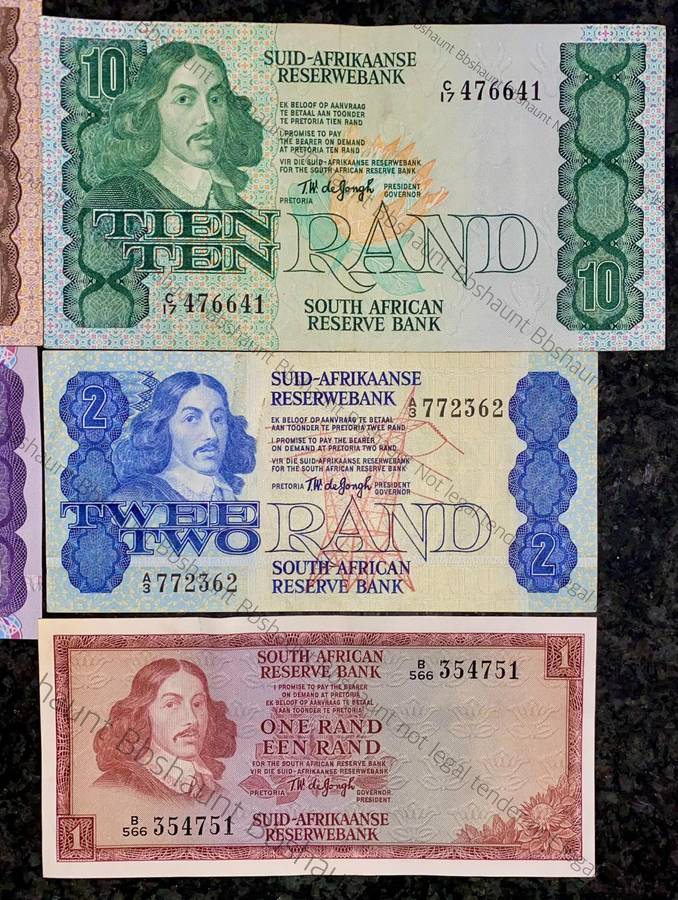 10
SUID-AFRIKAANSE
RESERWEBANK
C/17 476641
EK BELOOF OP AANVRAAG
TE BETAAL AAN TOONDER
TE PRETORIA TIEN RAND
I PROMISE TO PAY
THE BEARER ON DEMAND
AT PRETORIA TEN RAND
VIR DIE SUID-AFRIKAANSE RESERWEBANK
FOR THE SOUTH AFRICAN RESERVE BANK
T.W. de Jongh PRESIDENT
PRETORIA GOVERNOR
TIEN
TEN
RAND
C/17 476641
SOUTH AFRICAN
RESERVE BANK
10
2
SUID-AFRIKAANSE
RESERWEBANK
A/3 772362
EK BELOOF OP AANVRAAG TE BETAAL
AAN TOONDER TE PRETORIA TWEE RAND
I PROMISE TO PAY THE BEARER
ON DEMAND AT PRETORIA TWO RAND
VIR DIE SUID-AFRIKAANSE RESERWEBANK
FOR THE SOUTH AFRICAN RESERVE BANK
PRETORIA T.W. de Jongh PRESIDENT
GOVERNOR
TWEE
TWO
RAND
A/3 772362
SOUTH AFRICAN
RESERVE BANK
2
SOUTH AFRICAN
RESERVE BANK
B/566 354751
1
I PROMISE TO PAY THE BEARER
ON DEMAND AT PRETORIA
EK BELOOF OP AANVRAAG TE BETAAL
AAN TOONDER TE PRETORIA
ONE RAND
EEN RAND
FOR THE SOUTH AFRICAN RESERVE BANK
VIR DIE SUID-AFRIKAANSE RESERWEBANK
PRETORIA T.W. de Jongh GOVERNOR
PRESIDENT
1
B/566 354751
SUID-AFRIKAANSE
RESERWEBANK
Bbshaunt Not legal tender